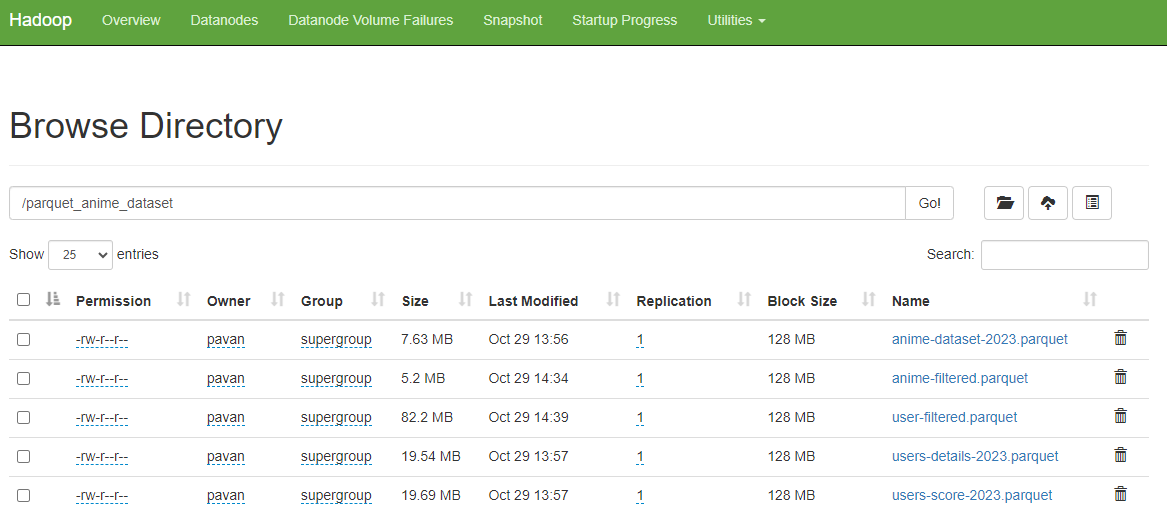 Hadoop Overview Datanodes Datanode Volume Failures Snapshot Startup Progress Utilities
Browse Directory
/parquet_anime_dataset Go!
Show 25 entries Search:
Permission Owner Group Size Last Modified Replication Block Size Name
-rw-r--r-- pavan supergroup 7.63 MB Oct 29 13:56 1 128 MB anime-dataset-2023.parquet
-rw-r--r-- pavan supergroup 5.2 MB Oct 29 14:34 1 128 MB anime-filtered.parquet
-rw-r--r-- pavan supergroup 82.2 MB Oct 29 14:39 1 128 MB user-filtered.parquet
-rw-r--r-- pavan supergroup 19.54 MB Oct 29 13:57 1 128 MB users-details-2023.parquet
-rw-r--r-- pavan supergroup 19.69 MB Oct 29 13:57 1 128 MB users-score-2023.parquet